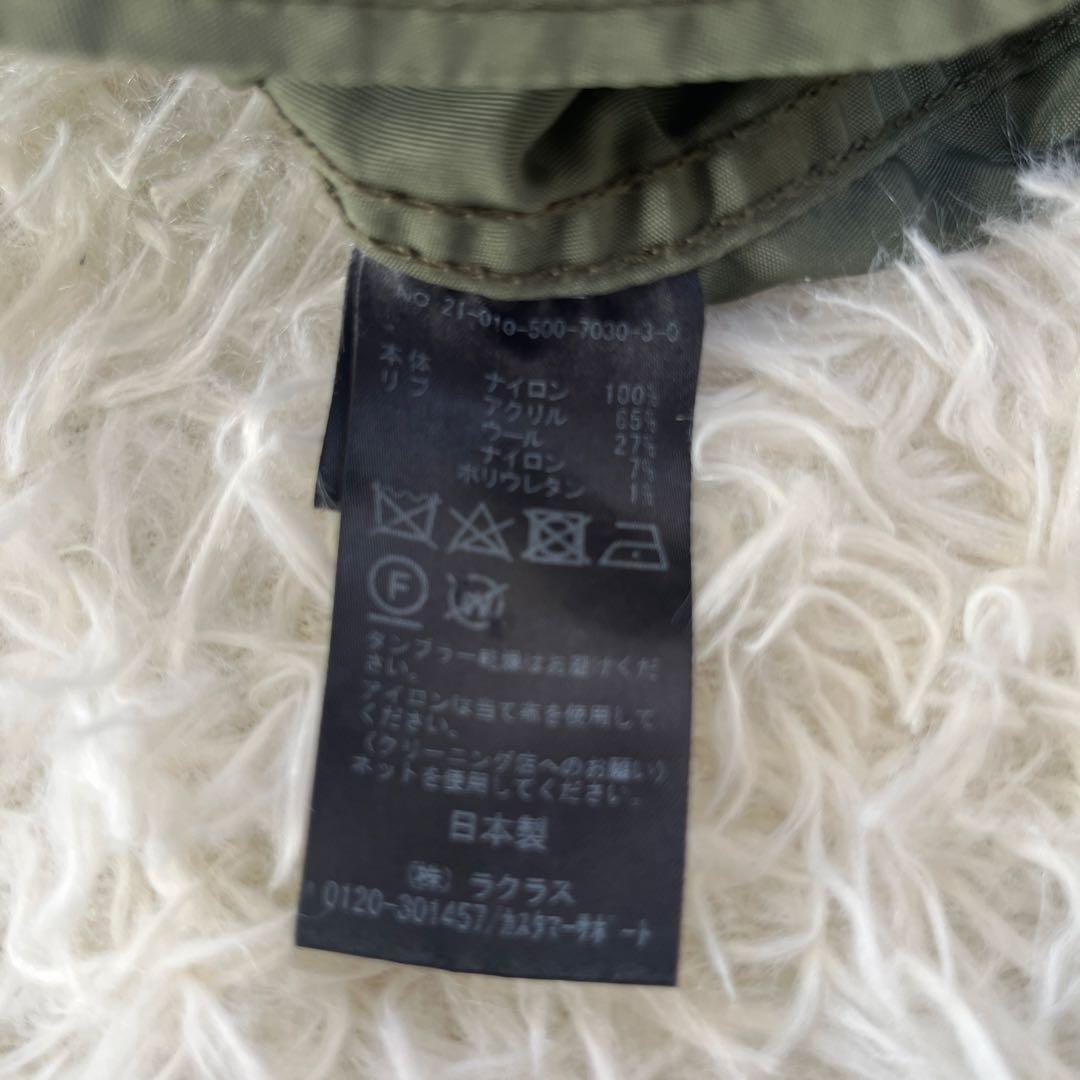 NO 21-010-500-7030-3-0
本体 ナイロン 100%
リブ アクリル 65%
ウール 27%
ナイロン 7%
ポリウレタン 1%
F W
タンブラー乾燥はお避けくだ
さい。
アイロンは当て布を使用して
ください。
(クリーニング店へのお願い)
ネットを使用してください。
日本製
(株) ラクラス
0120-301457/カスタマーサポート